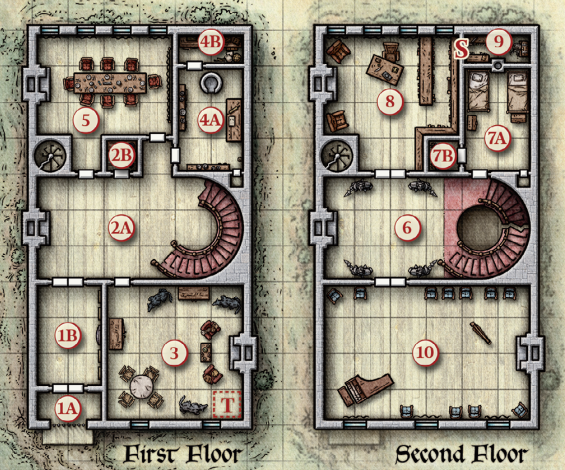 4B
S
9
5
4A
8
2B
7B
7A
2A
6
1B
3
10
1A
T
First Floor
Second Floor